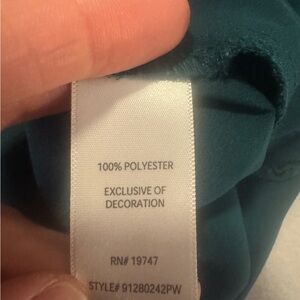 100% POLYESTER
EXCLUSIVE OF
DECORATION
RN# 19747
STYLE# 91280242PW